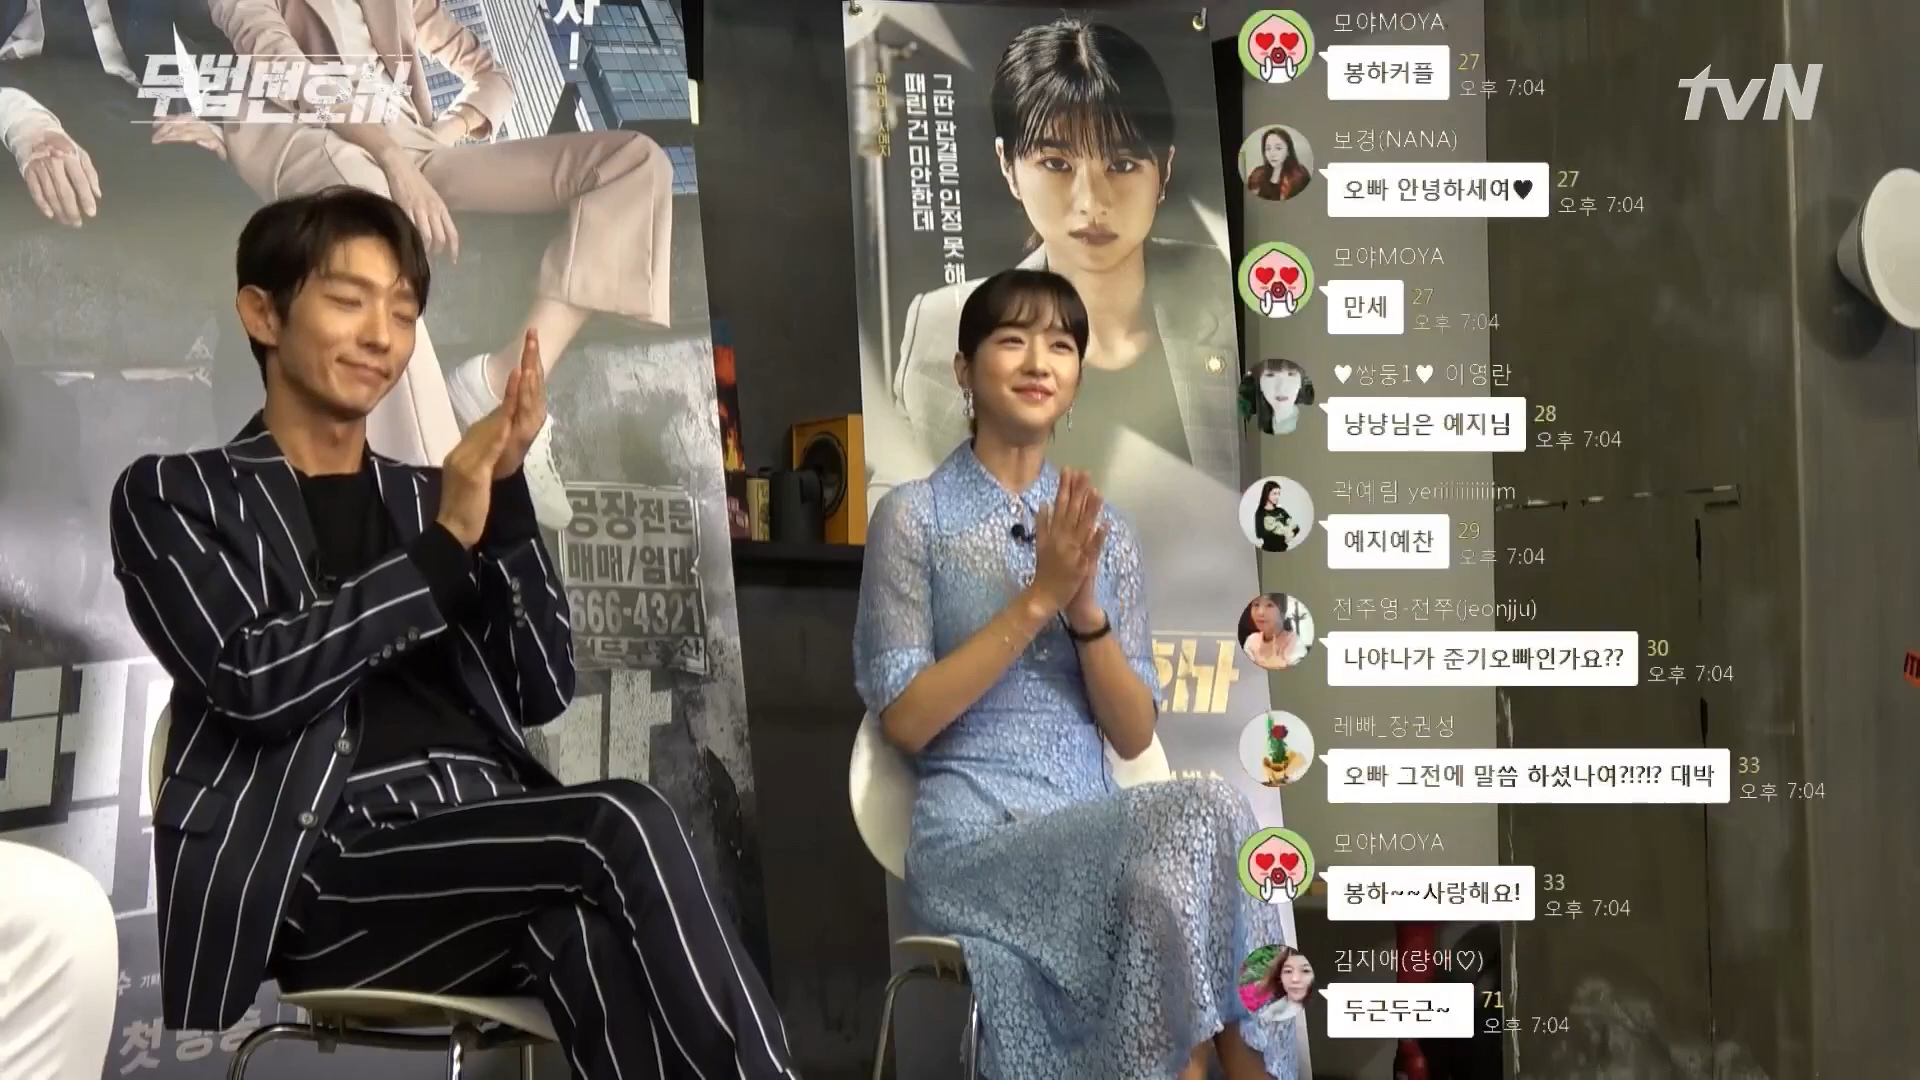 무법변호사
tvN
그딴 판결은 인정 못 해
때린 건 미안한데
공장전문
매매/임대
666-4321
모야MOYA
봉하커플
27
오후 7:04
보경(NANA)
오빠 안녕하세여♥
27
오후 7:04
모야MOYA
만세
27
오후 7:04
♥쌍둥1♥ 이영란
냥냥님은 예지님
28
오후 7:04
곽예림 yeriiiiiiiiiiim
예지예찬
29
오후 7:04
전주영-전쭈(jeonjju)
나야나가 준기오빠인가요??
30
오후 7:04
레빠_장권성
오빠 그전에 말씀 하셨나여?!?!? 대박
33
오후 7:04
모야MOYA
봉하~~사랑해요!
33
오후 7:04
김지애(량애♡)
두근두근~
71
오후 7:04